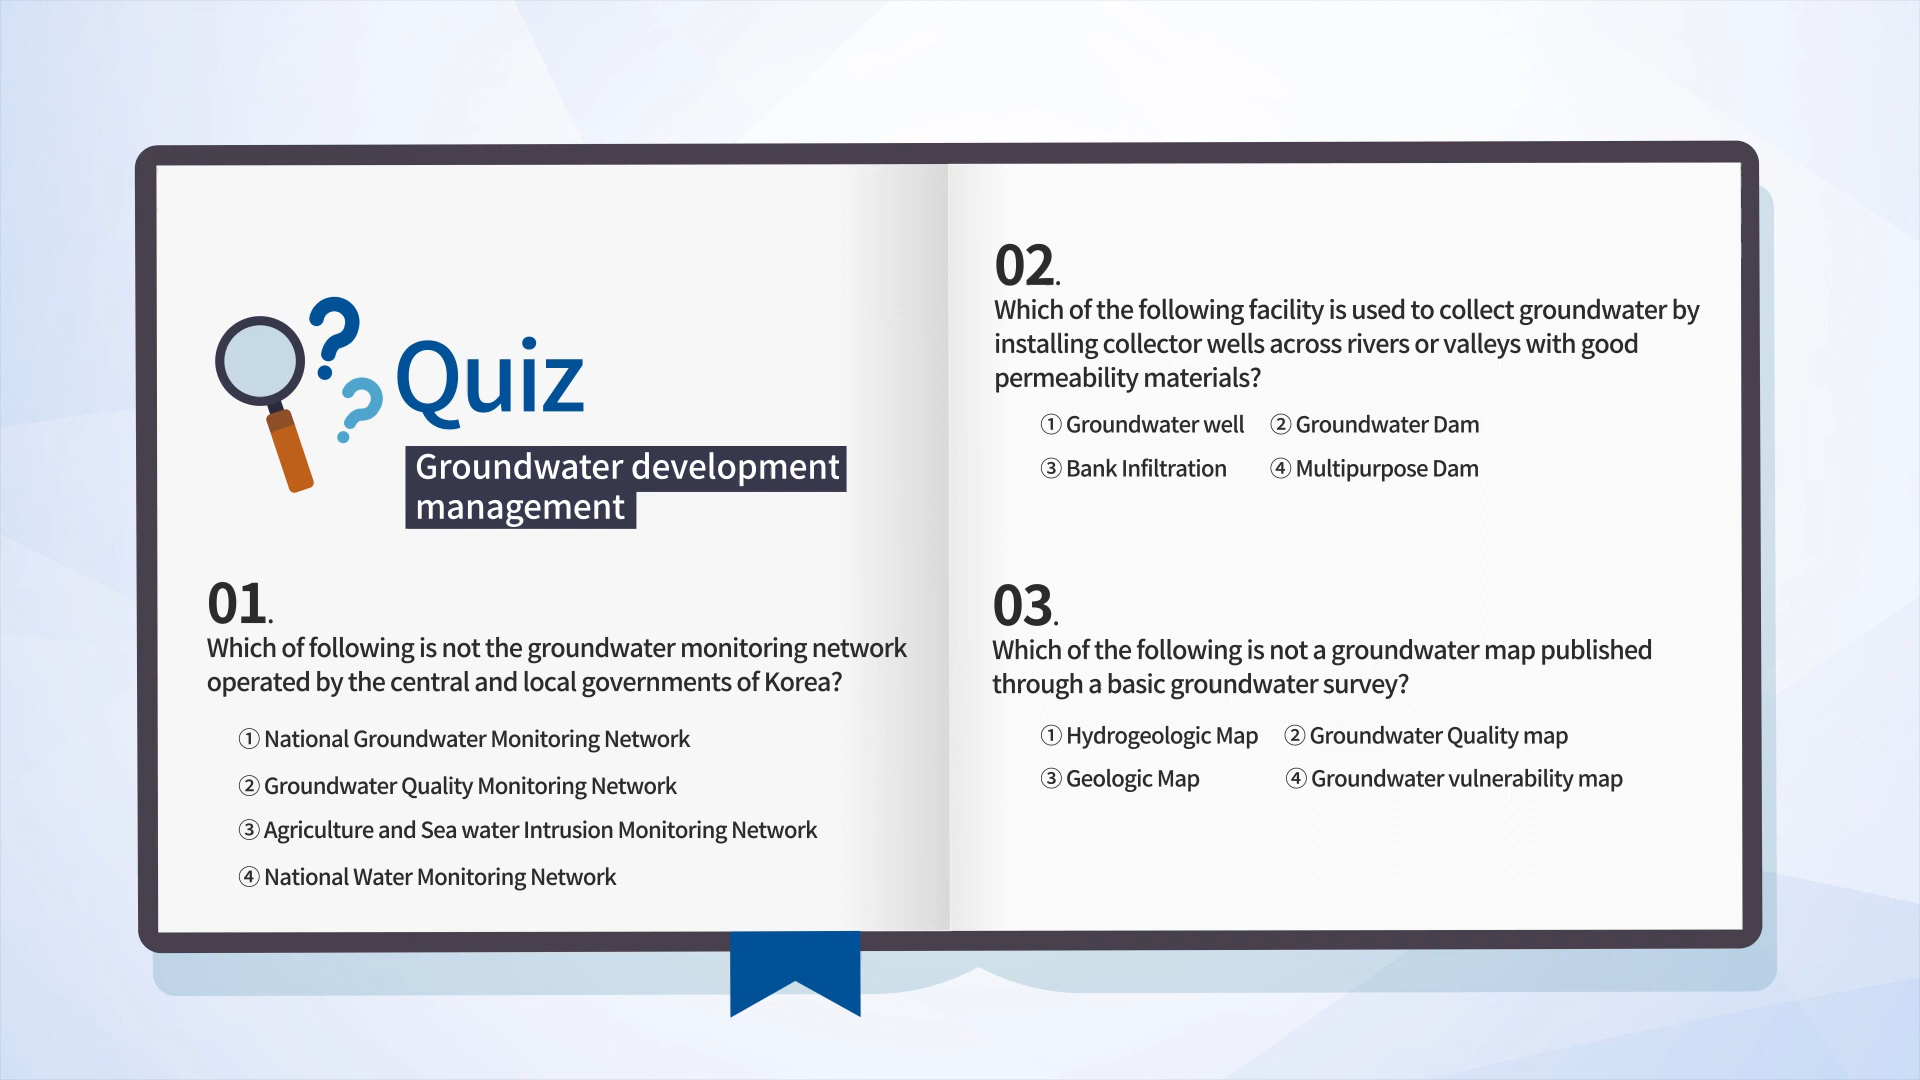 Quiz
Groundwater development
management
01.
Which of following is not the groundwater monitoring network
operated by the central and local governments of Korea?
① National Groundwater Monitoring Network
② Groundwater Quality Monitoring Network
③ Agriculture and Sea water Intrusion Monitoring Network
④ National Water Monitoring Network
02.
Which of the following facility is used to collect groundwater by
installing collector wells across rivers or valleys with good
permeability materials?
① Groundwater well ② Groundwater Dam
③ Bank Infiltration ④ Multipurpose Dam
03.
Which of the following is not a groundwater map published
through a basic groundwater survey?
① Hydrogeologic Map ② Groundwater Quality map
③ Geologic Map ④ Groundwater vulnerability map